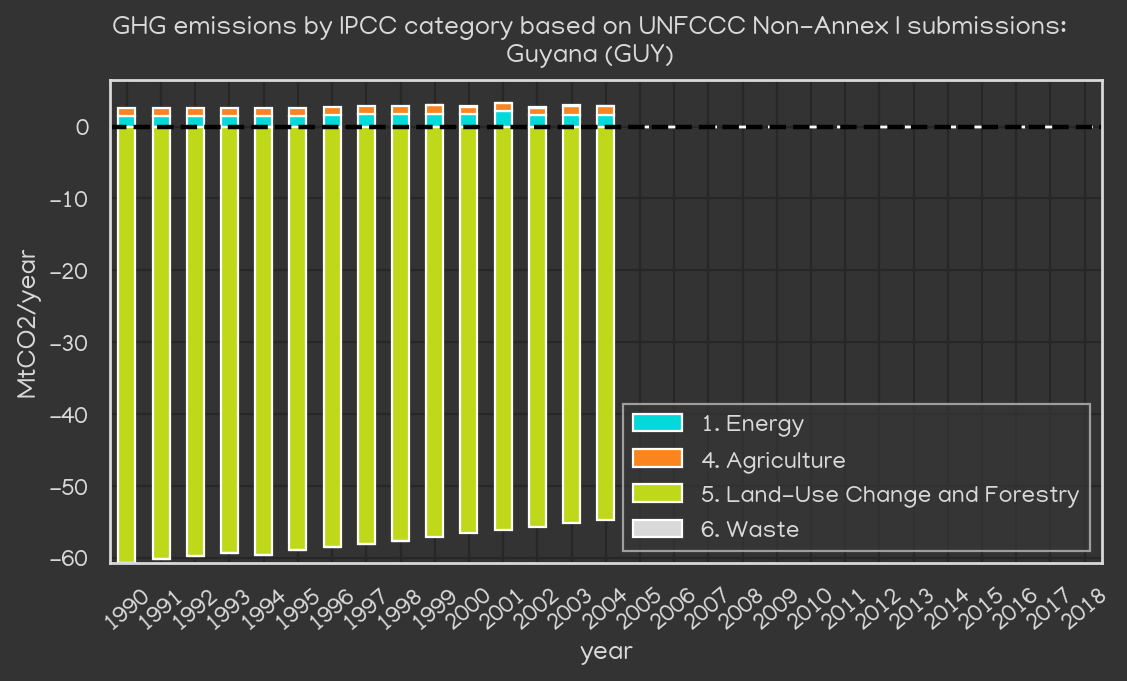 GHG emissions by IPCC category based on UNFCCC Non-Annex I submissions:
Guyana (GUY)
MtCO2/year
0
-10
-20
-30
-40
-50
-60
1. Energy
4. Agriculture
5. Land-Use Change and Forestry
6. Waste
1990 1991 1992 1993 1994 1995 1996 1997 1998 1999 2000 2001 2002 2003 2004 2005 2006 2007 2008 2009 2010 2011 2012 2013 2014 2015 2016 2017 2018
year